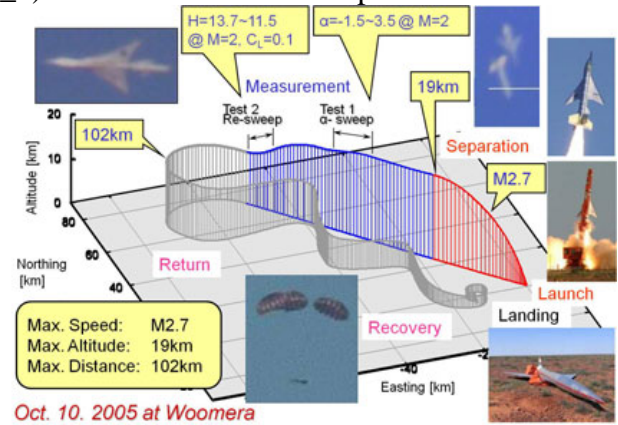 H=13.7~11.5
@ M=2, CL=0.1
α=-1.5~3.5 @ M=2
Measurement
Test 2
Re-sweep
Test 1
α- sweep
19km
102km
Separation
M2.7
20
10
0
Altitude [km]
80
60
40
Northing
[km]
Return
Recovery
Launch
Landing
-40
Easting [km]
Max. Speed: M2.7
Max. Altitude: 19km
Max. Distance: 102km
Oct. 10. 2005 at Woomera